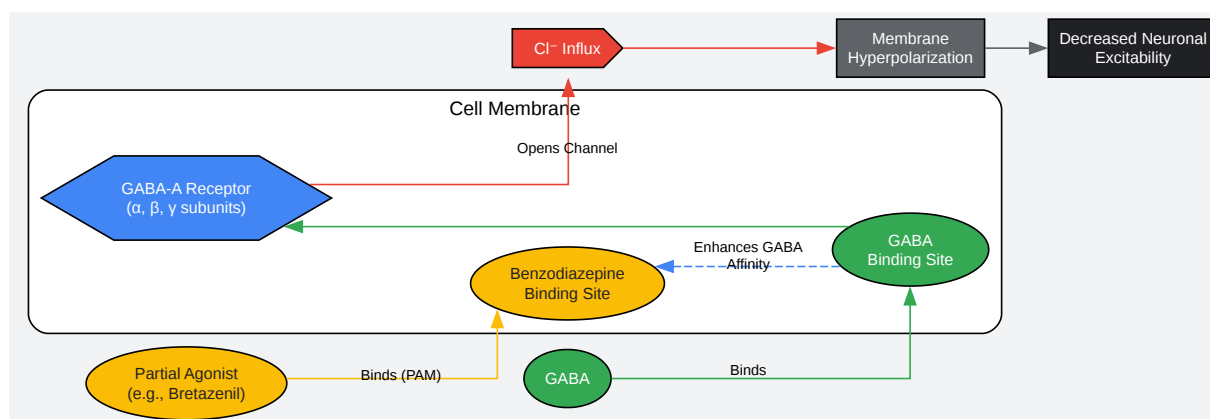 Cl⁻ Influx
Membrane
Hyperpolarization
Decreased Neuronal
Excitability
Cell Membrane
Opens Channel
GABA-A Receptor
(α, β, γ subunits)
Enhances GABA
Affinity
GABA
Binding Site
Benzodiazepine
Binding Site
Partial Agonist
(e.g., Bretazenil)
Binds (PAM)
GABA
Binds